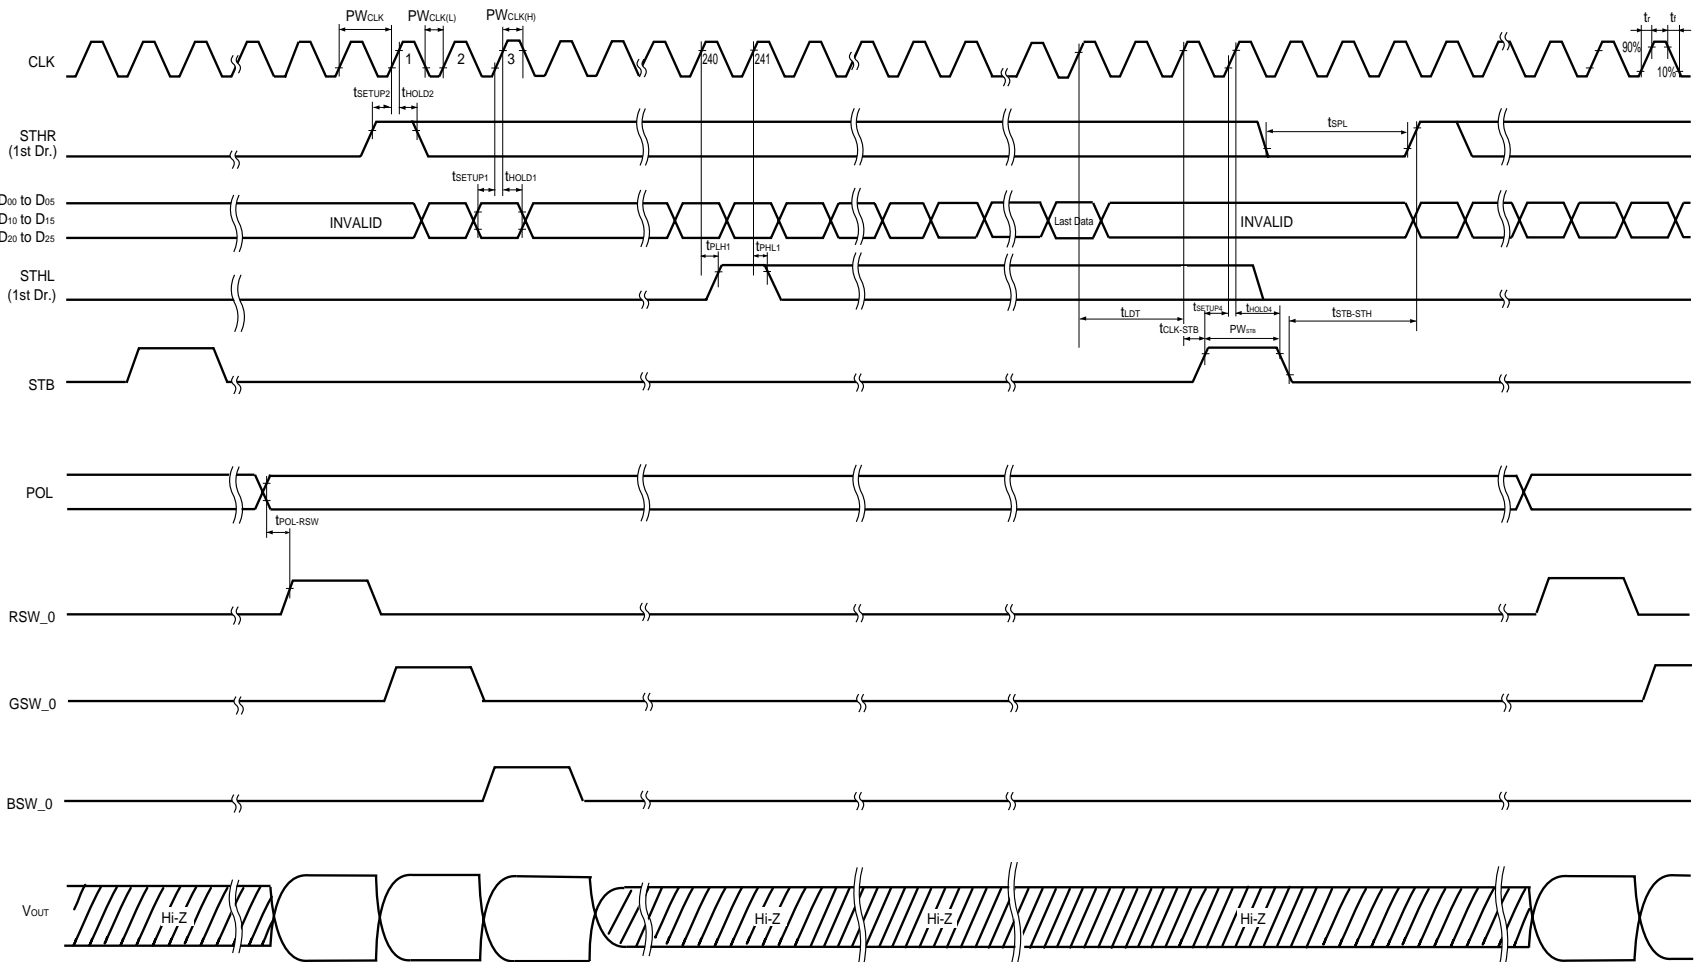 PWCLK PWCLK(L) PWCLK(H) tr tf
CLK 1 2 3 240 241 90% 10%
tSETUP2 tHOLD2
STHR
(1st Dr.)
tSPL
tSETUP1 tHOLD1
D00 to D05
D10 to D15
D20 to D25
INVALID Last Data INVALID
tPLH1 tPHL1
STHL
(1st Dr.)
tLDT tSETUP4 tHOLD4 tSTB-STH
tCLK-STB PWSTB
STB
POL
tPOL-RSW
RSW_0
GSW_0
BSW_0
VOUT Hi-Z Hi-Z Hi-Z Hi-Z